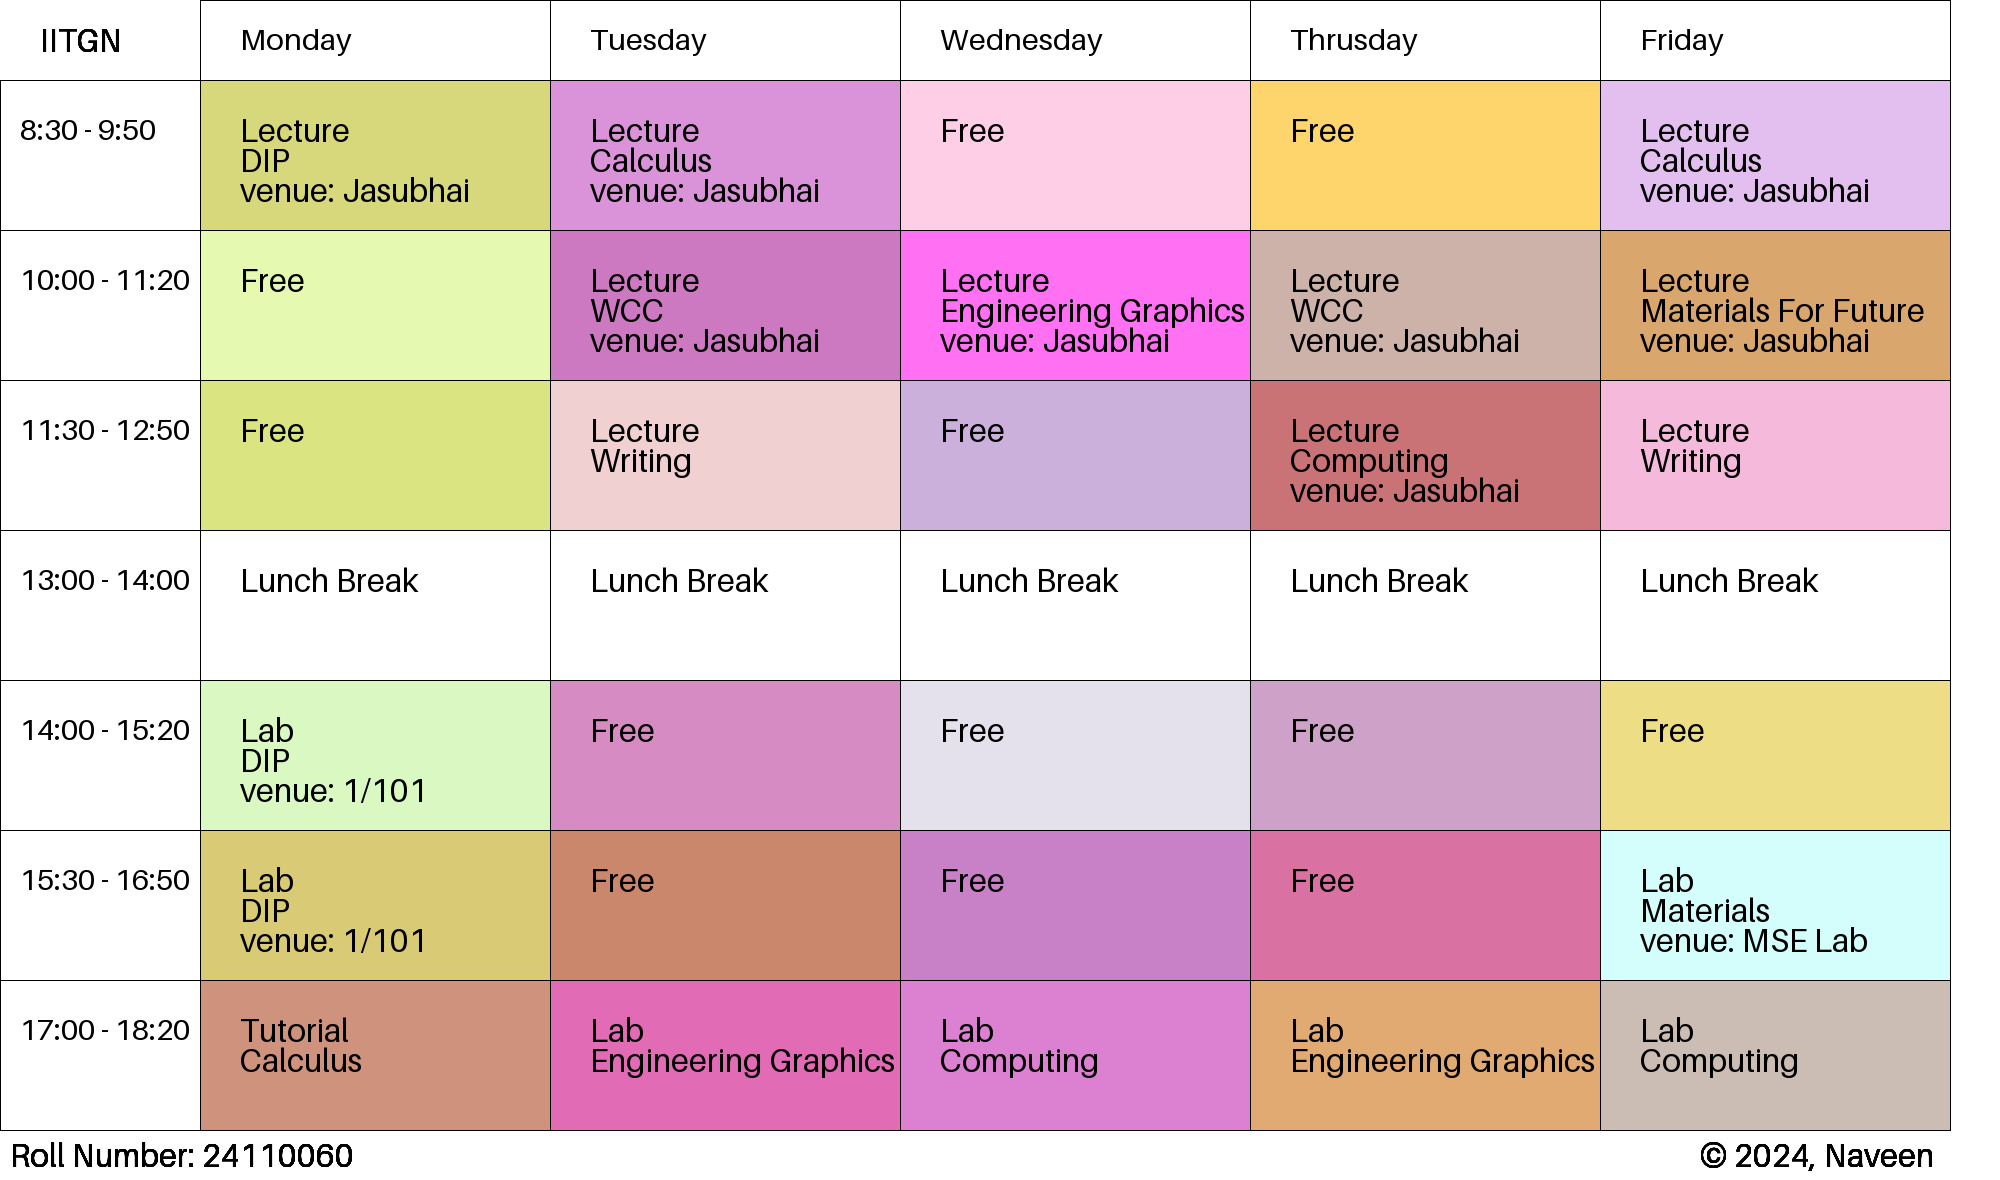 IITGN
Monday
Tuesday
Wednesday
Thrusday
Friday
8:30 - 9:50
Lecture
DIP
venue: Jasubhai
Lecture
Calculus
venue: Jasubhai
Free
Free
Lecture
Calculus
venue: Jasubhai
10:00 - 11:20
Free
Lecture
WCC
venue: Jasubhai
Lecture
Engineering Graphics
venue: Jasubhai
Lecture
WCC
venue: Jasubhai
Lecture
Materials For Future
venue: Jasubhai
11:30 - 12:50
Free
Lecture
Writing
Free
Lecture
Computing
venue: Jasubhai
Lecture
Writing
13:00 - 14:00
Lunch Break
Lunch Break
Lunch Break
Lunch Break
Lunch Break
14:00 - 15:20
Lab
DIP
venue: 1/101
Free
Free
Free
Free
15:30 - 16:50
Lab
DIP
venue: 1/101
Free
Free
Free
Lab
Materials
venue: MSE Lab
17:00 - 18:20
Tutorial
Calculus
Lab
Engineering Graphics
Lab
Computing
Lab
Engineering Graphics
Lab
Computing
Roll Number: 24110060
© 2024, Naveen